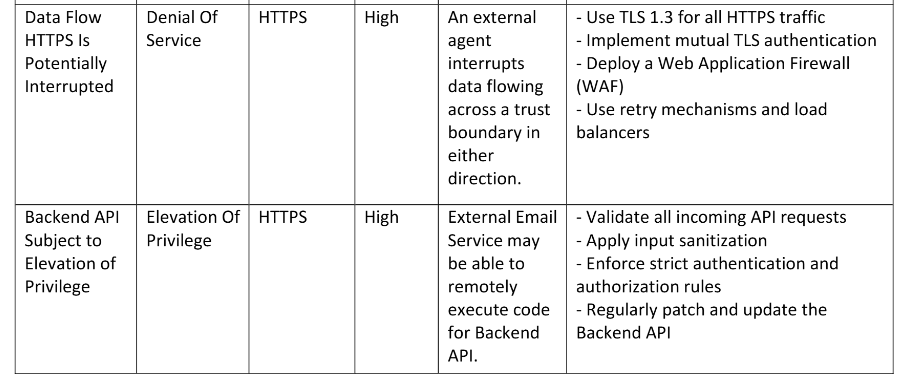 Data Flow
HTTPS Is
Potentially
Interrupted
Denial Of
Service
HTTPS
High
An external
agent
interrupts
data flowing
across a trust
boundary in
either
direction.
- Use TLS 1.3 for all HTTPS traffic
- Implement mutual TLS authentication
- Deploy a Web Application Firewall
(WAF)
- Use retry mechanisms and load
balancers
Backend API
Subject to
Elevation of
Privilege
Elevation Of
Privilege
HTTPS
High
External Email
Service may
be able to
remotely
execute code
for Backend
API.
- Validate all incoming API requests
- Apply input sanitization
- Enforce strict authentication and
authorization rules
- Regularly patch and update the
Backend API